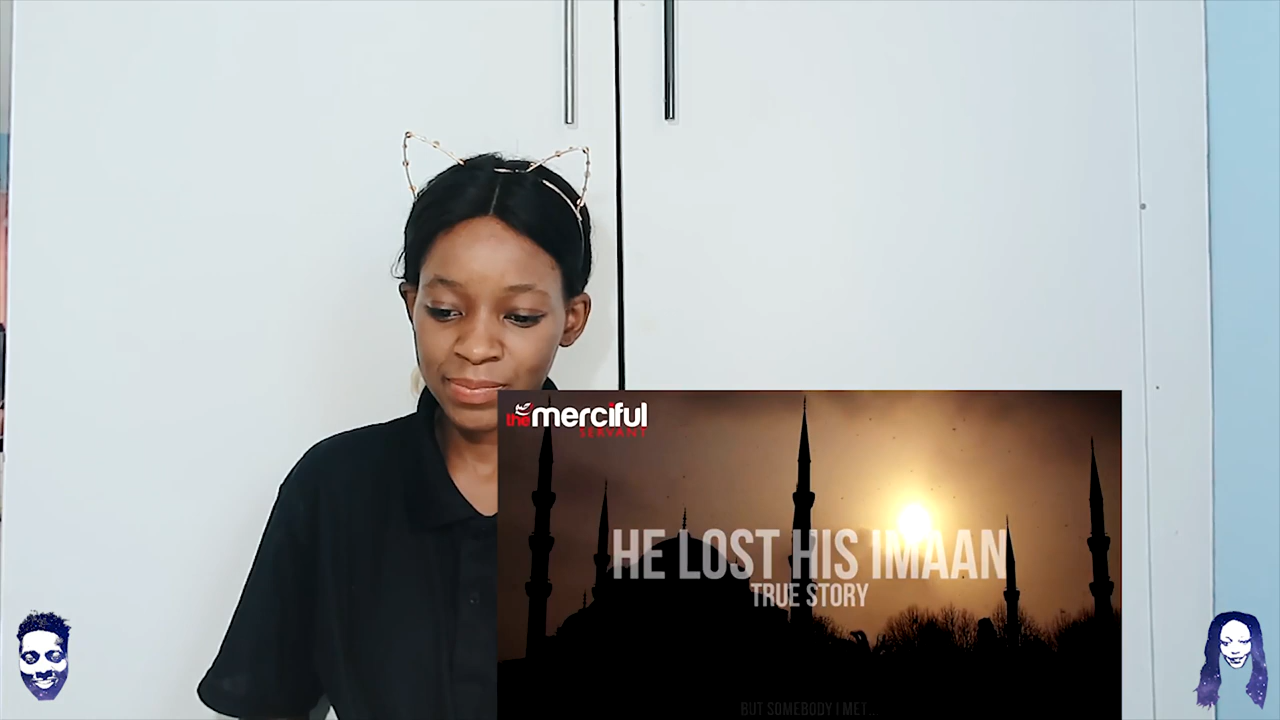 the merciful
SERVANT
HE LOST HIS IMAAN
TRUE STORY
BUT SOMEBODY I MET...